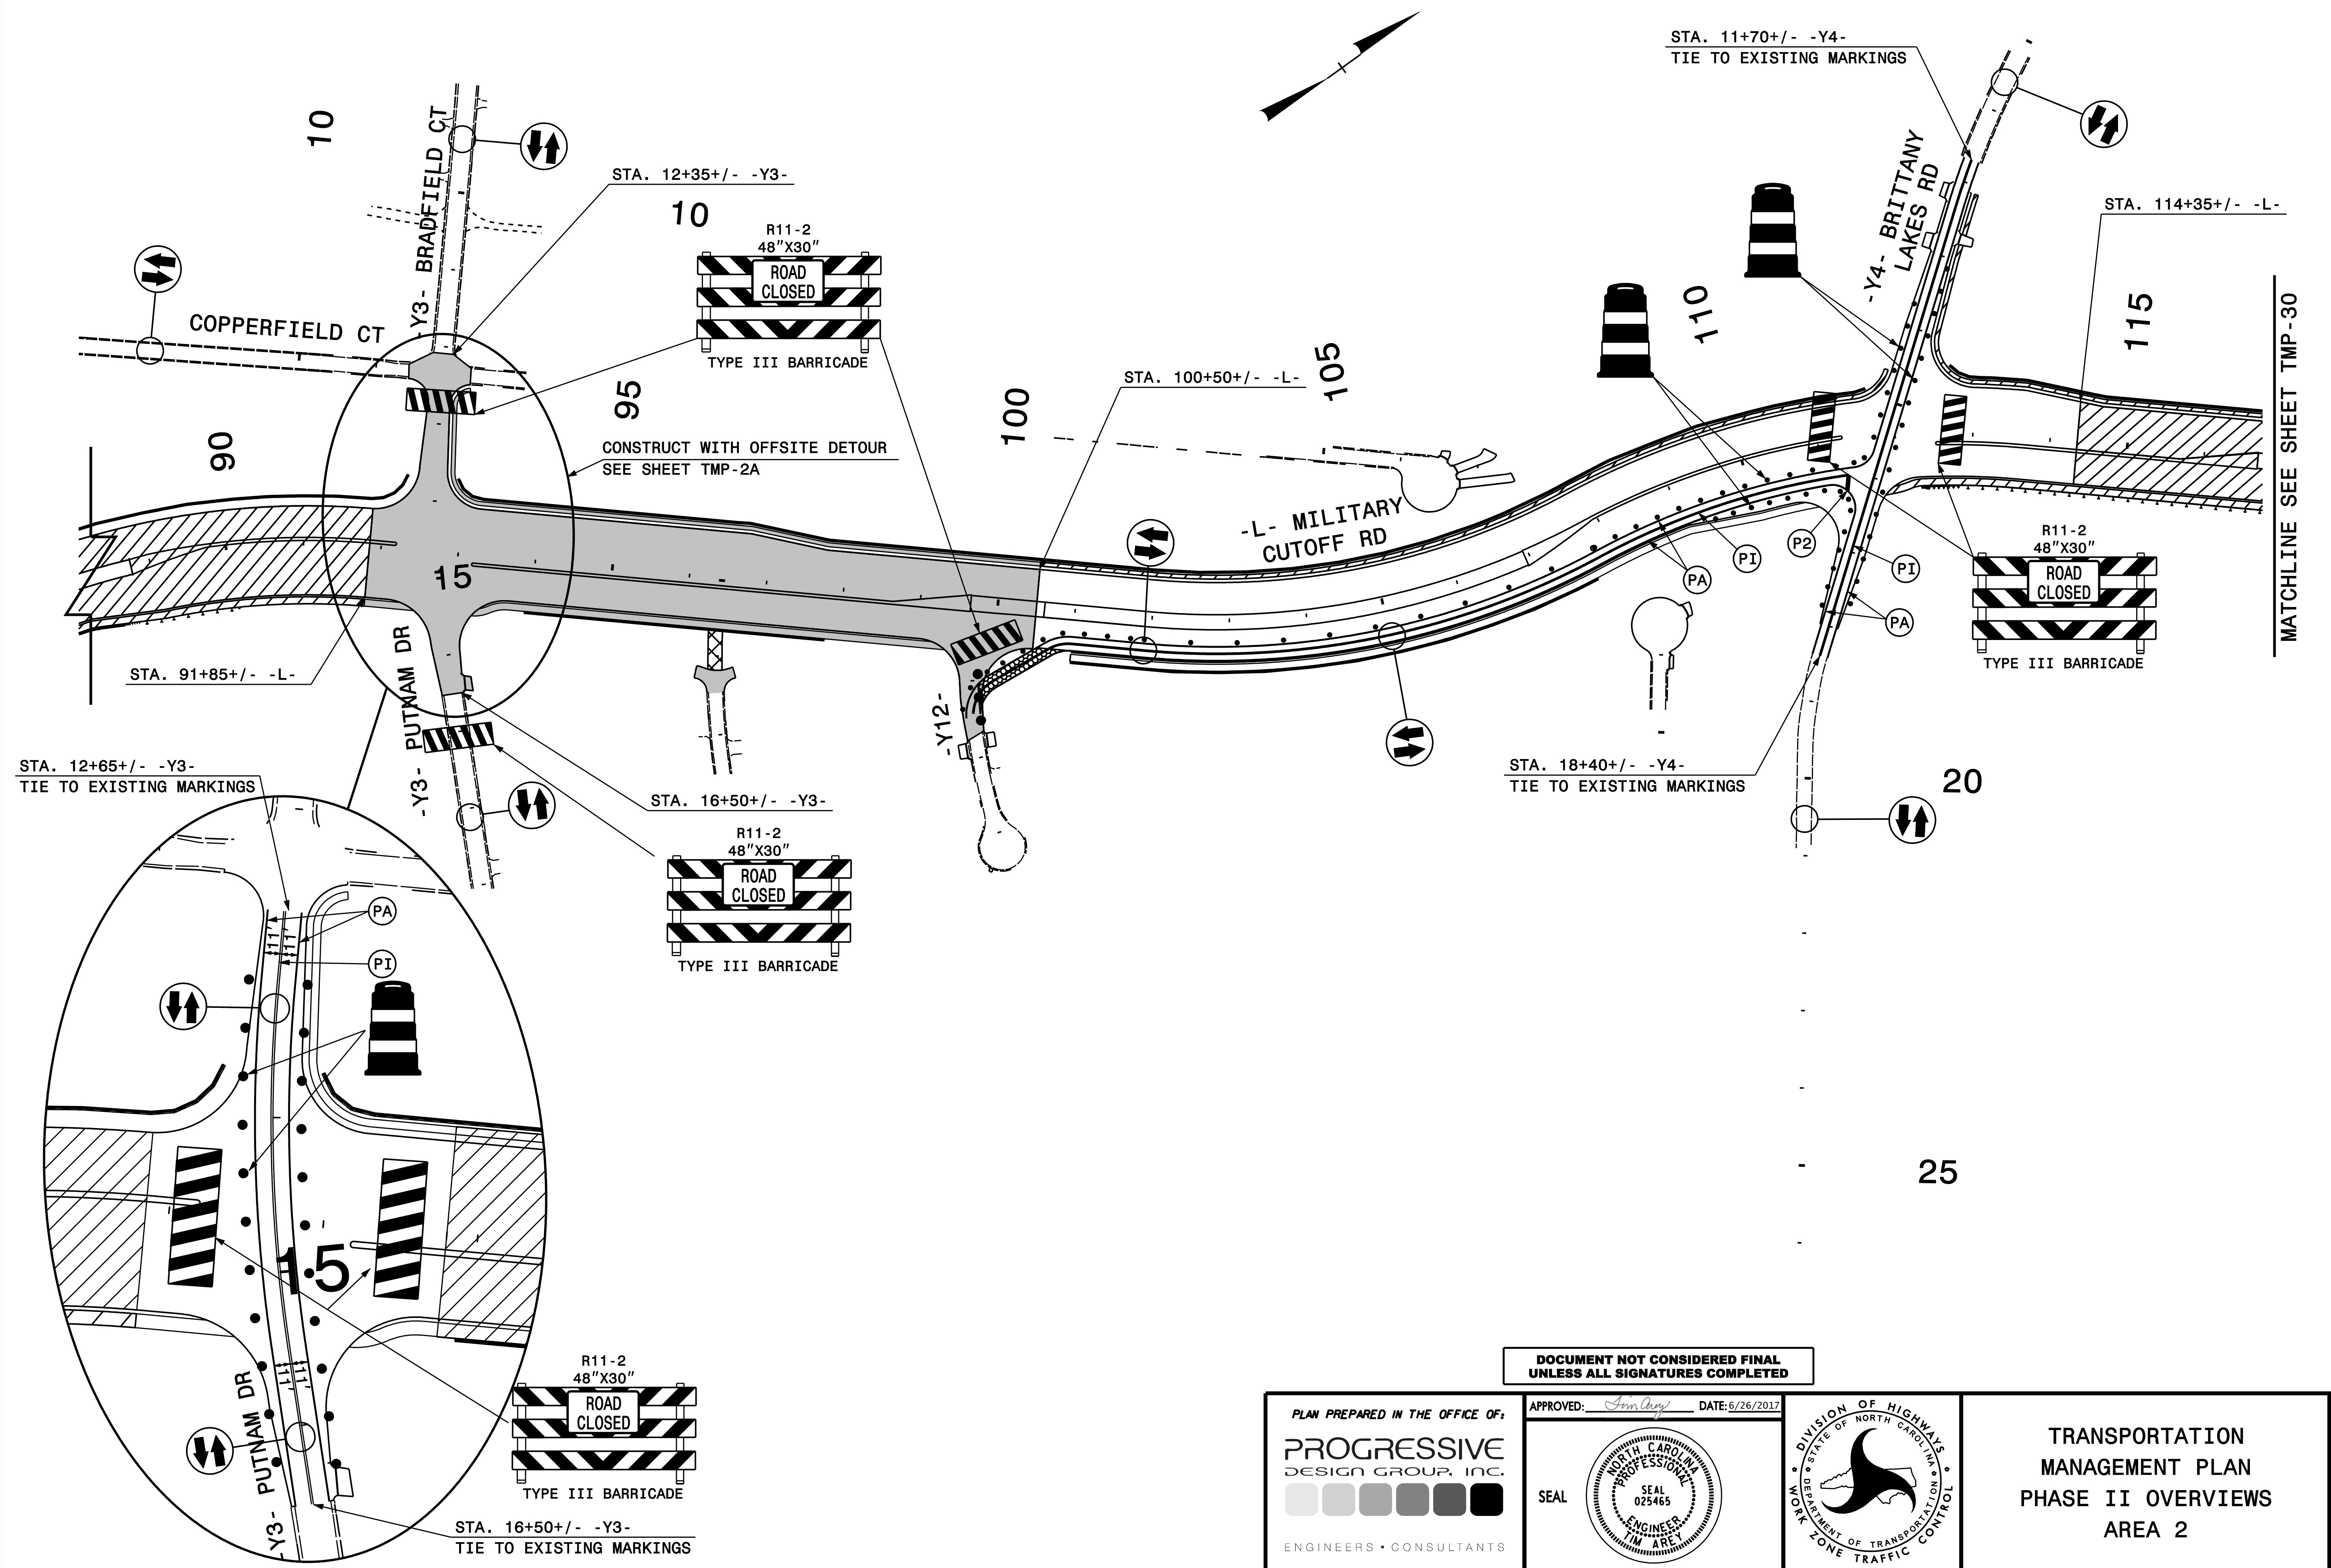 STA. 11+70+/- -Y4-
TIE TO EXISTING MARKINGS
10
-Y3- BRADFIELD CT
STA. 12+35+/- -Y3-
10
R11-2
48"X30"
ROAD
CLOSED
TYPE III BARRICADE
COPPERFIELD CT
-Y4- BRITTANY
LAKES RD
STA. 114+35+/- -L-
110
115
MATCHLINE SEE SHEET TMP-30
90
95
100
105
STA. 100+50+/- -L-
CONSTRUCT WITH OFFSITE DETOUR
SEE SHEET TMP-2A
-L- MILITARY
CUTOFF RD
15
PA
PI
P2
PI
PA
R11-2
48"X30"
ROAD
CLOSED
TYPE III BARRICADE
STA. 91+85+/- -L-
-Y3- PUTNAM DR
-Y12-
STA. 12+65+/- -Y3-
TIE TO EXISTING MARKINGS
STA. 16+50+/- -Y3-
STA. 18+40+/- -Y4-
TIE TO EXISTING MARKINGS
20
R11-2
48"X30"
ROAD
CLOSED
TYPE III BARRICADE
PA
11' 11'
PI
25
15
11' 11'
-Y3- PUTNAM DR
R11-2
48"X30"
ROAD
CLOSED
TYPE III BARRICADE
STA. 16+50+/- -Y3-
TIE TO EXISTING MARKINGS
DOCUMENT NOT CONSIDERED FINAL
UNLESS ALL SIGNATURES COMPLETED
PLAN PREPARED IN THE OFFICE OF:
PROGRESSIVE
DESIGN GROUP, INC.
ENGINEERS • CONSULTANTS
APPROVED: Tim Arey DATE: 6/26/2017
SEAL
NORTH CAROLINA
PROFESSIONAL
SEAL
025465
ENGINEER
TIM AREY
DIVISION OF HIGHWAYS
STATE OF NORTH CAROLINA
DEPARTMENT OF TRANSPORTATION
WORK ZONE TRAFFIC CONTROL
TRANSPORTATION
MANAGEMENT PLAN
PHASE II OVERVIEWS
AREA 2